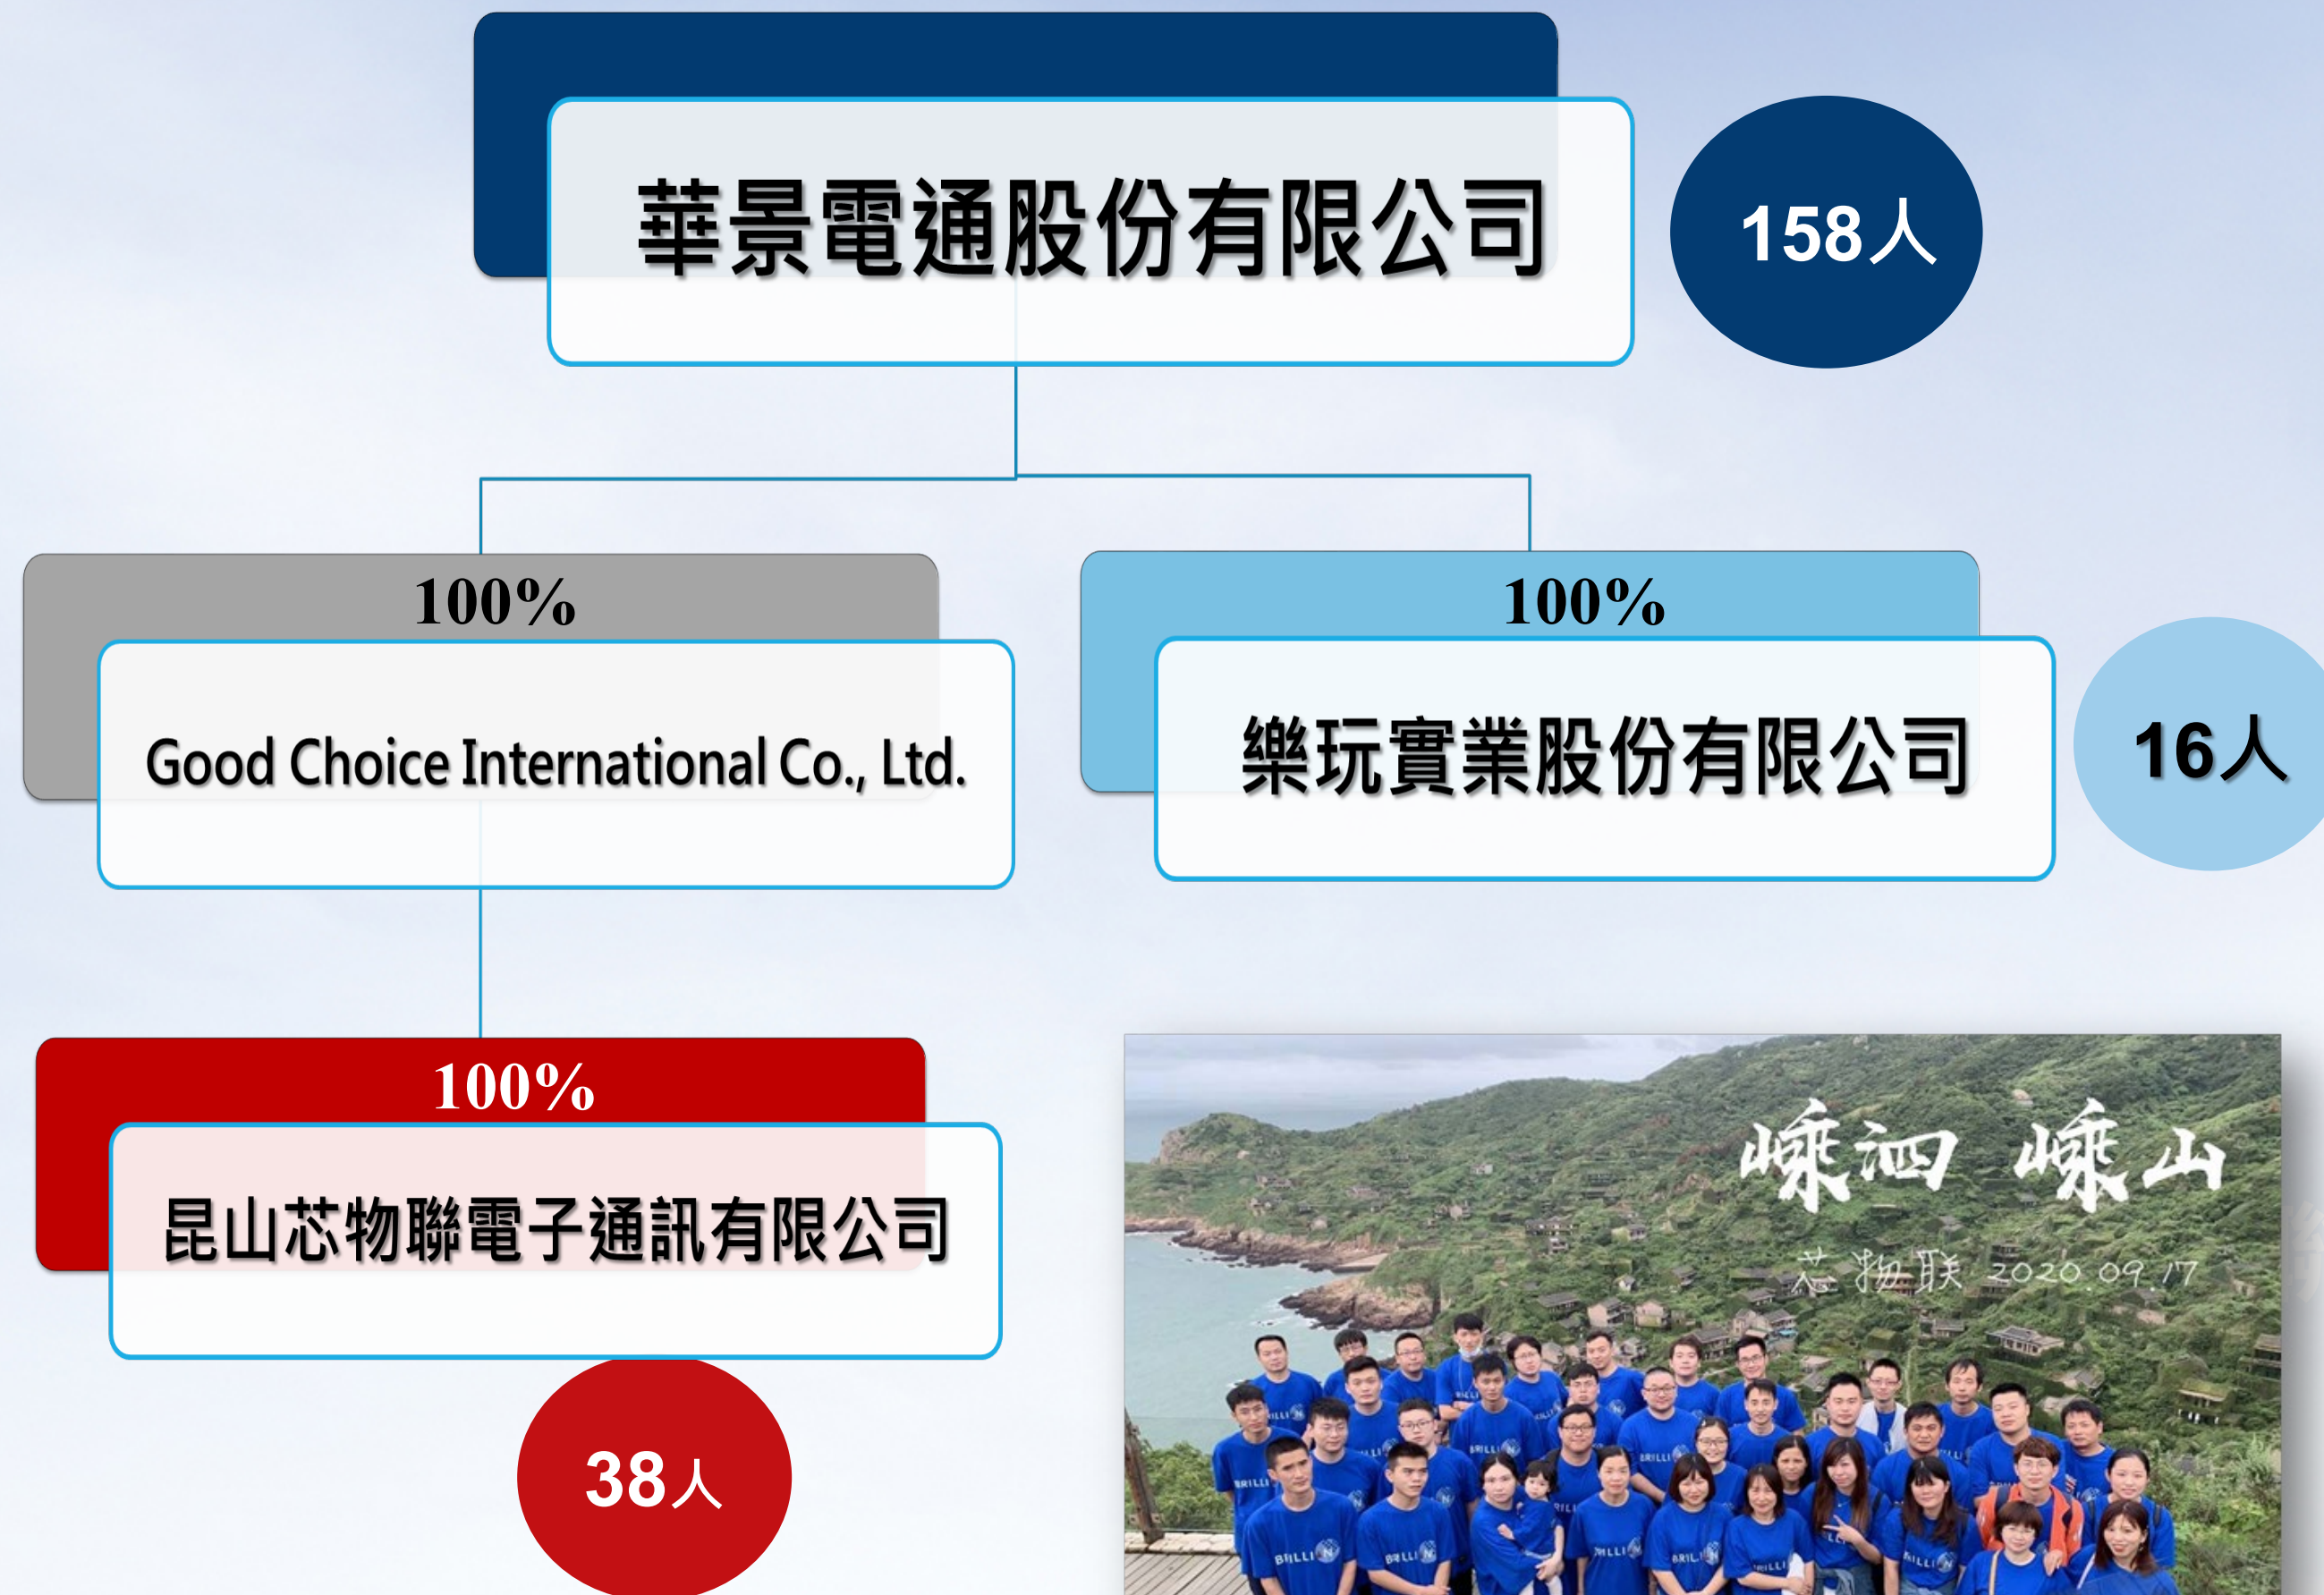 華景電通股份有限公司
158人
100%
Good Choice International Co., Ltd.
100%
樂玩實業股份有限公司
16人
100%
昆山芯物聯電子通訊有限公司
38人
嵊泗 嵊山
芯物联 2020.09.17